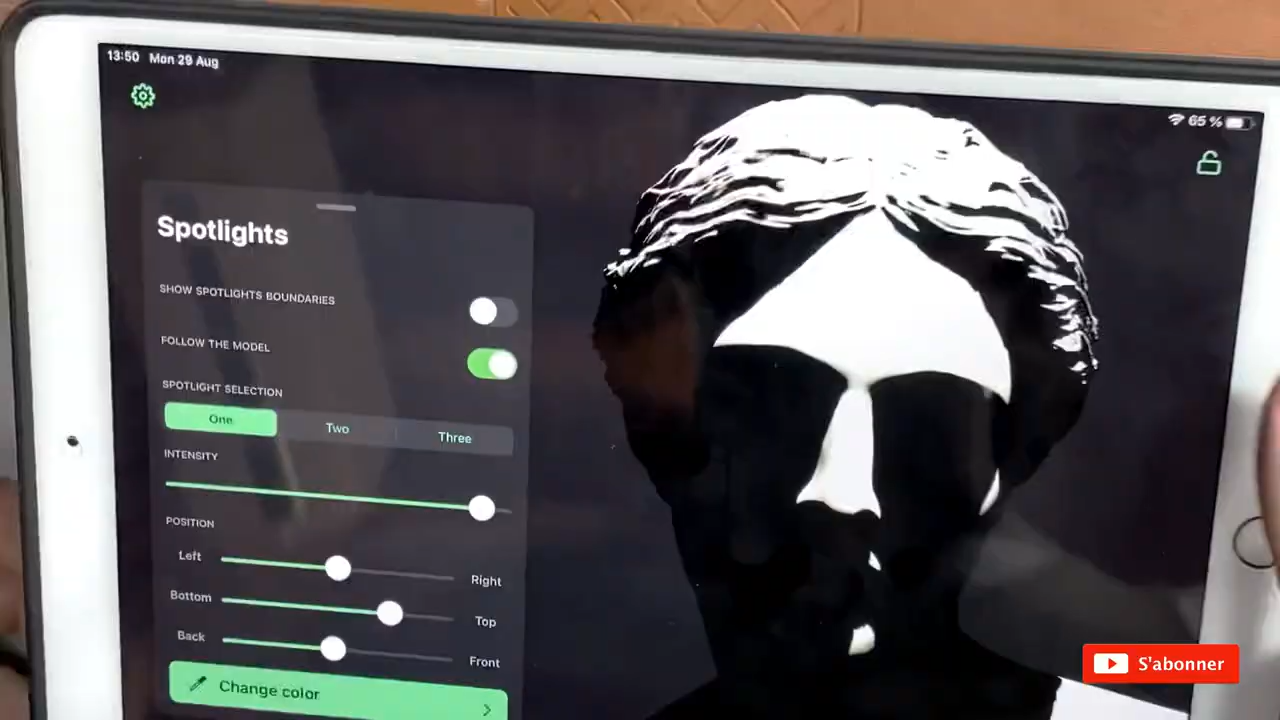 13:50 Mon 29 Aug
65 %
Spotlights
SHOW SPOTLIGHTS BOUNDARIES
FOLLOW THE MODEL
SPOTLIGHT SELECTION
One Two Three
INTENSITY
POSITION
Left Right
Bottom Top
Back Front
Change color
S'abonner